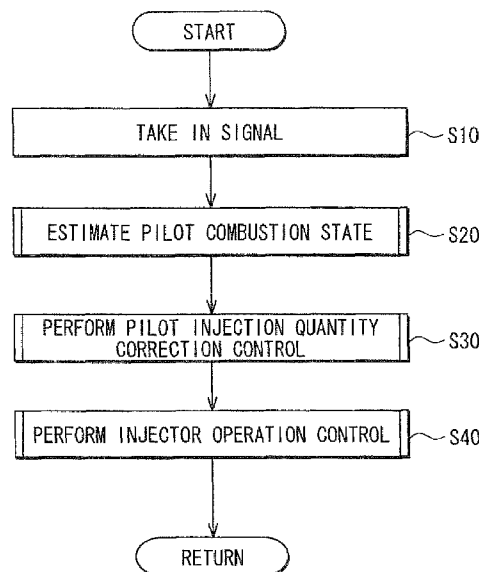 START
TAKE IN SIGNAL
S10
ESTIMATE PILOT COMBUSTION STATE
S20
PERFORM PILOT INJECTION QUANTITY
CORRECTION CONTROL
S30
PERFORM INJECTOR OPERATION CONTROL
S40
RETURN